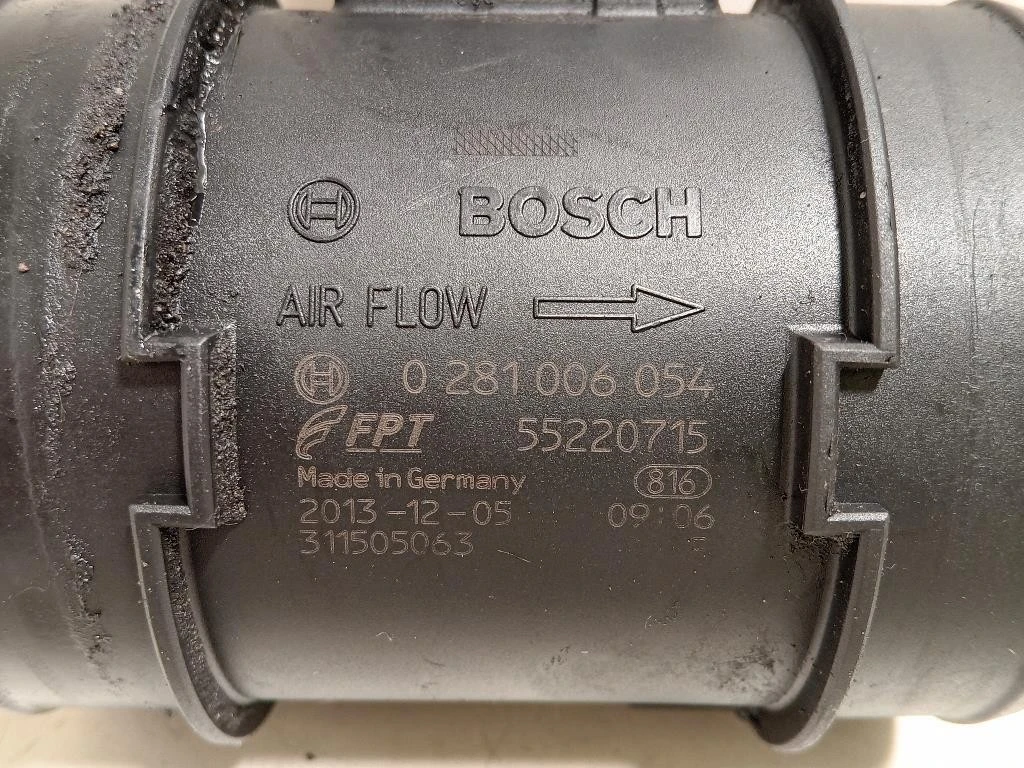 BOSCH
AIR FLOW
0 281 006 054
FPT 55220715
Made in Germany 816
2013-12-05 09:06
311505063 E